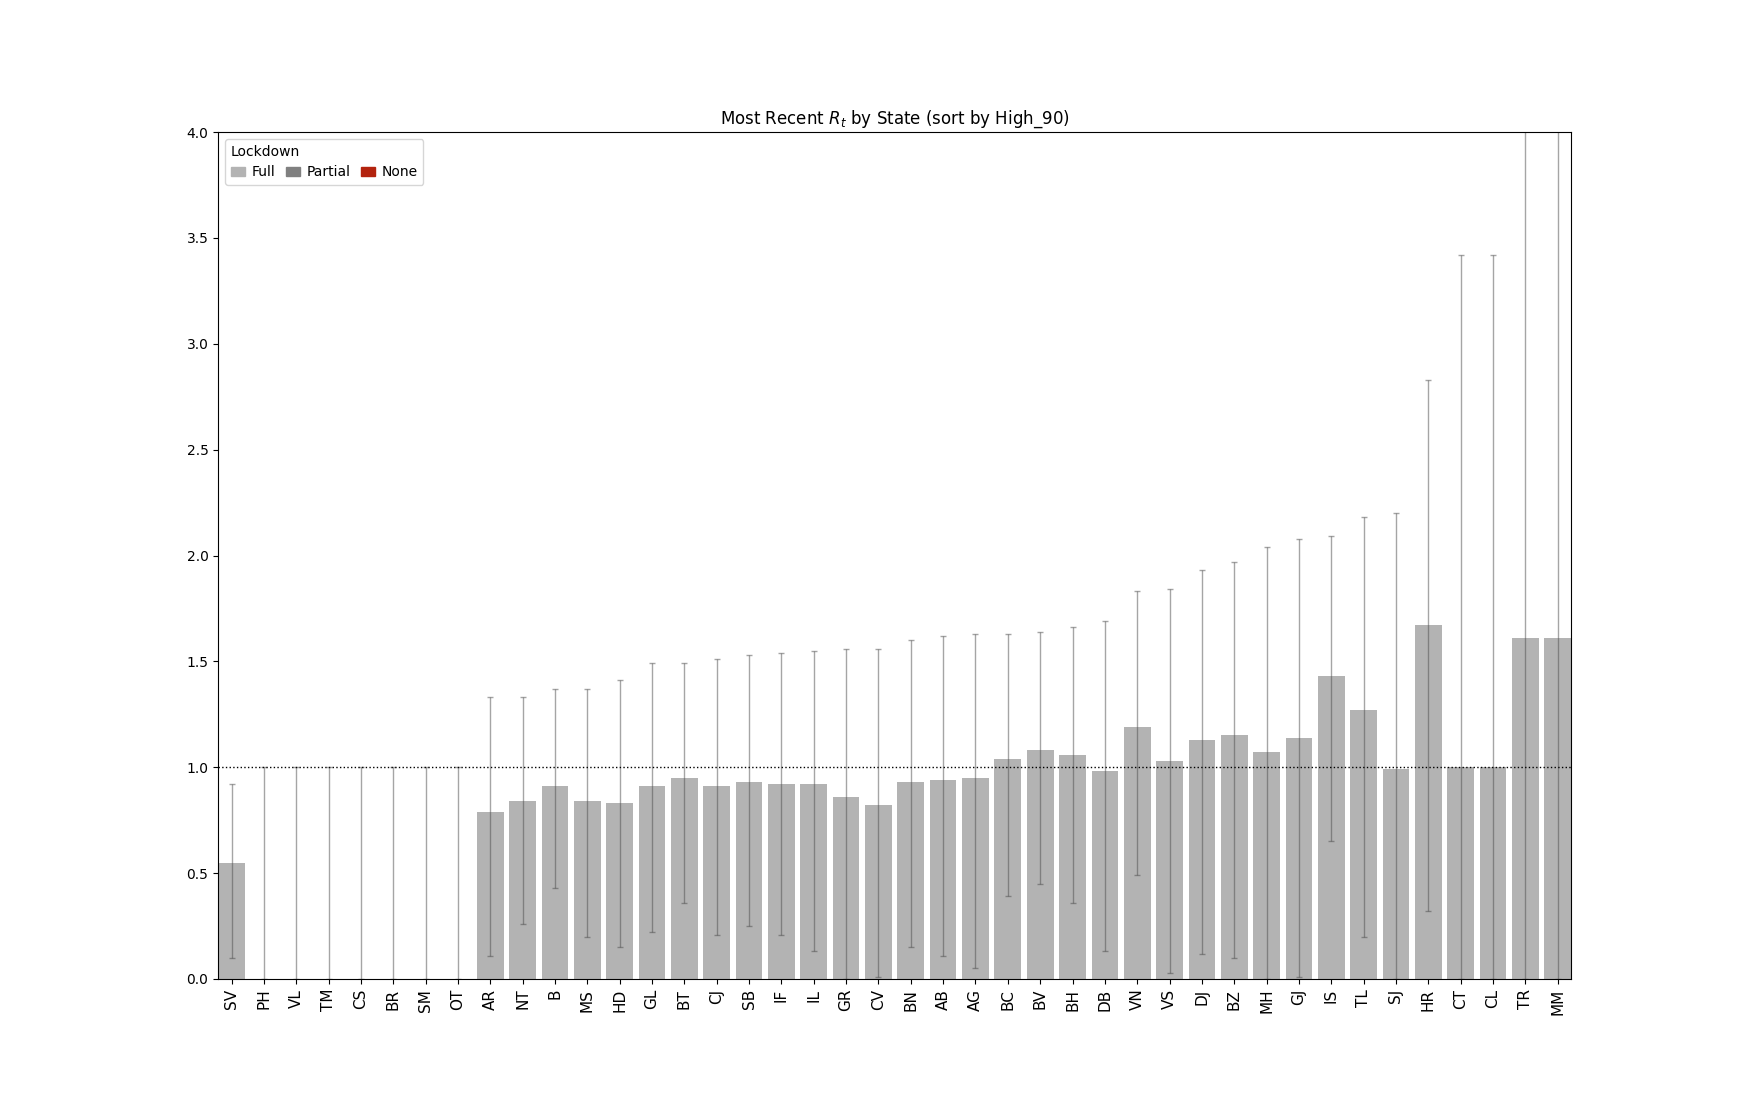 Most Recent Rt by State (sort by High_90)
Lockdown
Full Partial None
4.0
3.5
3.0
2.5
2.0
1.5
1.0
0.5
0.0
SV PH VL TM CS BR SM OT AR NT B MS HD GL BT CJ SB IF IL GR CV BN AB AG BC BV BH DB VN VS DJ BZ MH GJ IS TL SJ HR CT CL TR MM